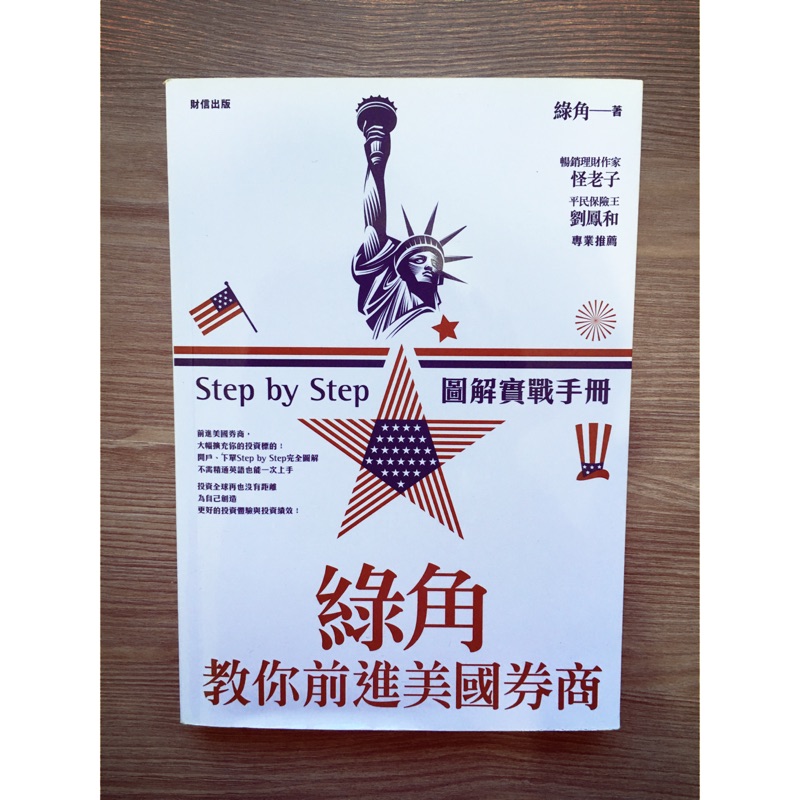 財信出版
綠角──著
暢銷理財作家
怪老子
平民保險王
劉鳳和
專業推薦
Step by Step 圖解實戰手冊
前進美國券商，
大幅擴充你的投資標的：
開戶、下單Step by Step完全圖解
不需精通英語也能一次上手
投資全球再也沒有距離
為自己創造
更好的投資體驗與投資績效！
綠角
教你前進美國券商